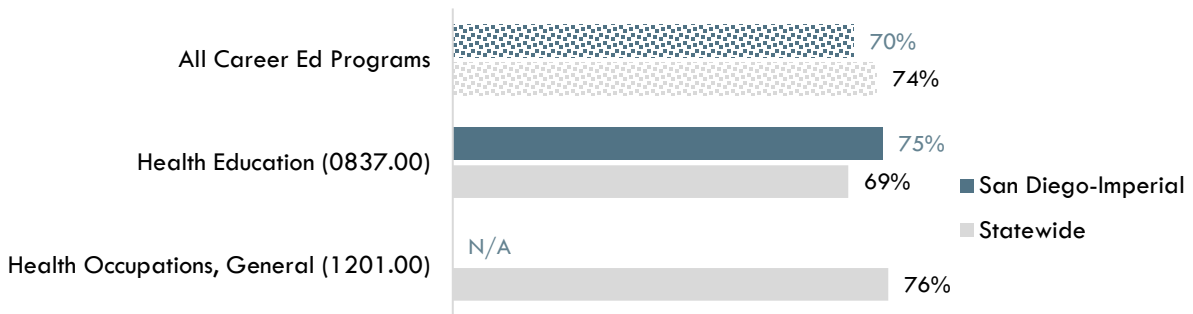 All Career Ed Programs
70%
74%
Health Education (0837.00)
75%
69%
Health Occupations, General (1201.00)
N/A
76%
San Diego-Imperial
Statewide